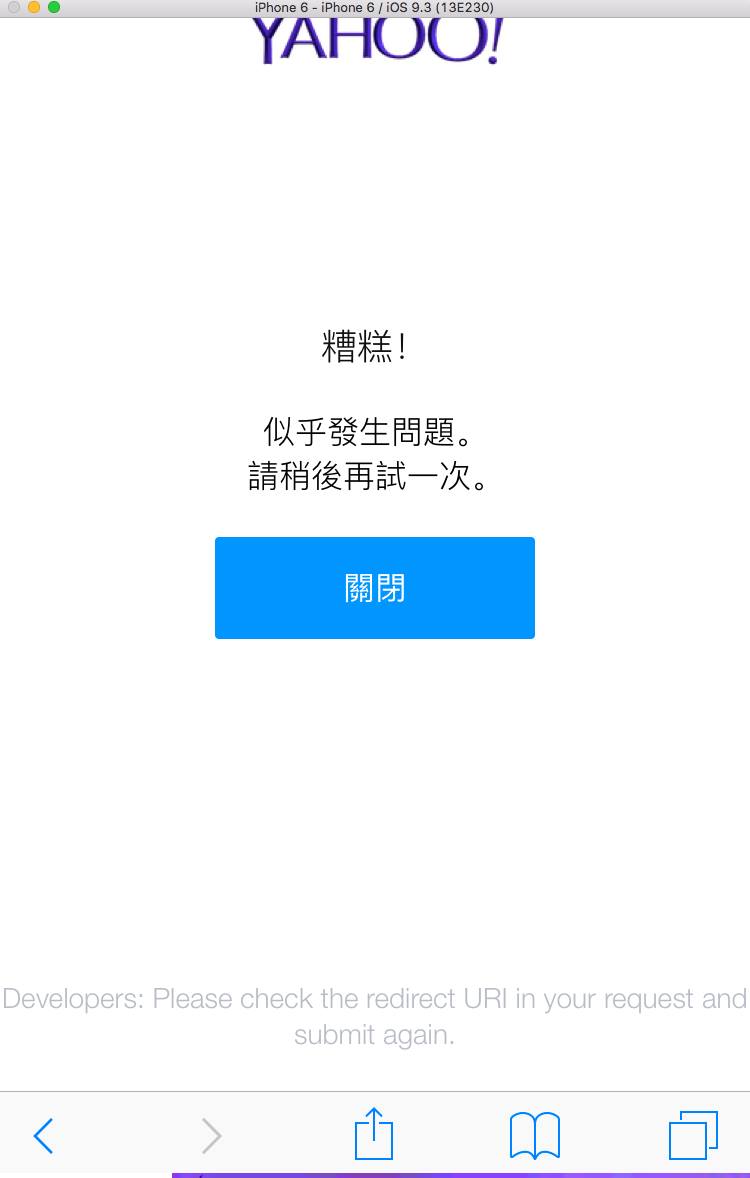 iPhone 6 - iPhone 6 / iOS 9.3 (13E230)
YAHOO!
糟糕！
似乎發生問題。
請稍後再試一次。
關閉
Developers: Please check the redirect URI in your request and
submit again.